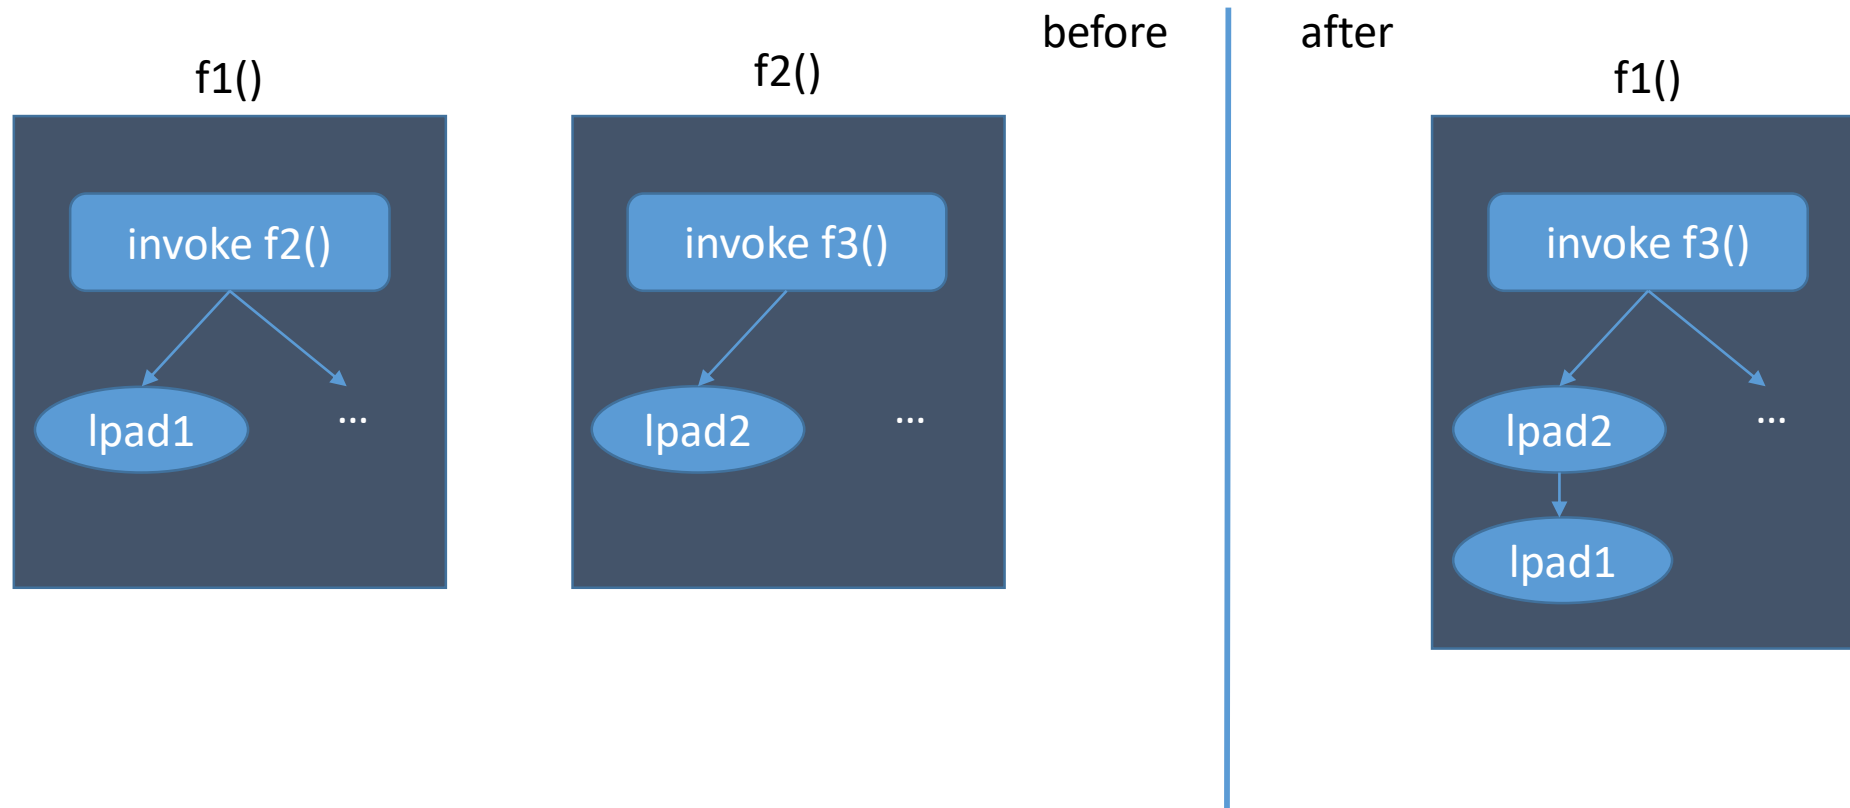 before
after
f1()
f2()
f1()
invoke f2()
invoke f3()
invoke f3()
lpad1
...
lpad2
...
lpad2
...
lpad1